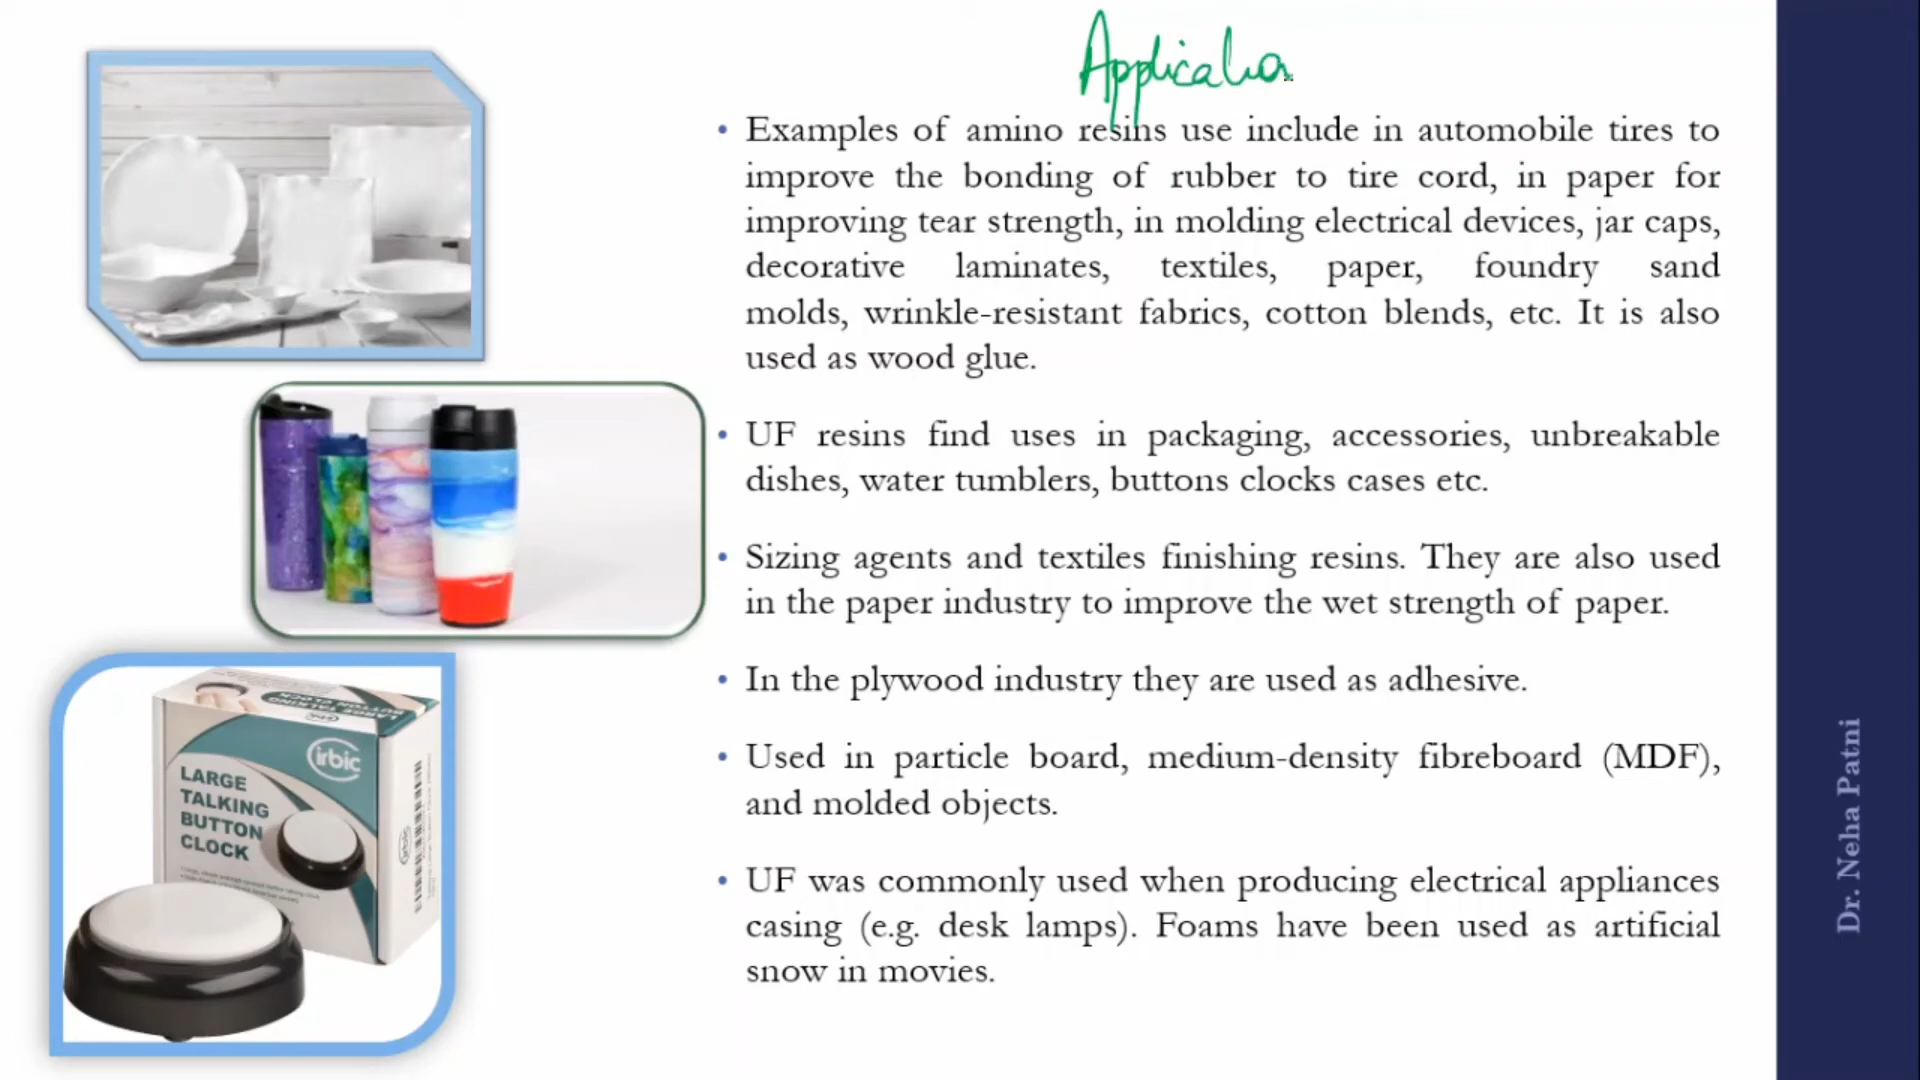 Applicatio
• Examples of amino resins use include in automobile tires to
improve the bonding of rubber to tire cord, in paper for
improving tear strength, in molding electrical devices, jar caps,
decorative laminates, textiles, paper, foundry sand
molds, wrinkle-resistant fabrics, cotton blends, etc. It is also
used as wood glue.
• UF resins find uses in packaging, accessories, unbreakable
dishes, water tumblers, buttons clocks cases etc.
• Sizing agents and textiles finishing resins. They are also used
in the paper industry to improve the wet strength of paper.
• In the plywood industry they are used as adhesive.
• Used in particle board, medium-density fibreboard (MDF),
and molded objects.
• UF was commonly used when producing electrical appliances
casing (e.g. desk lamps). Foams have been used as artificial
snow in movies.
irbic
LARGE
TALKING
BUTTON
CLOCK
irbic
Dr. Neha Patni